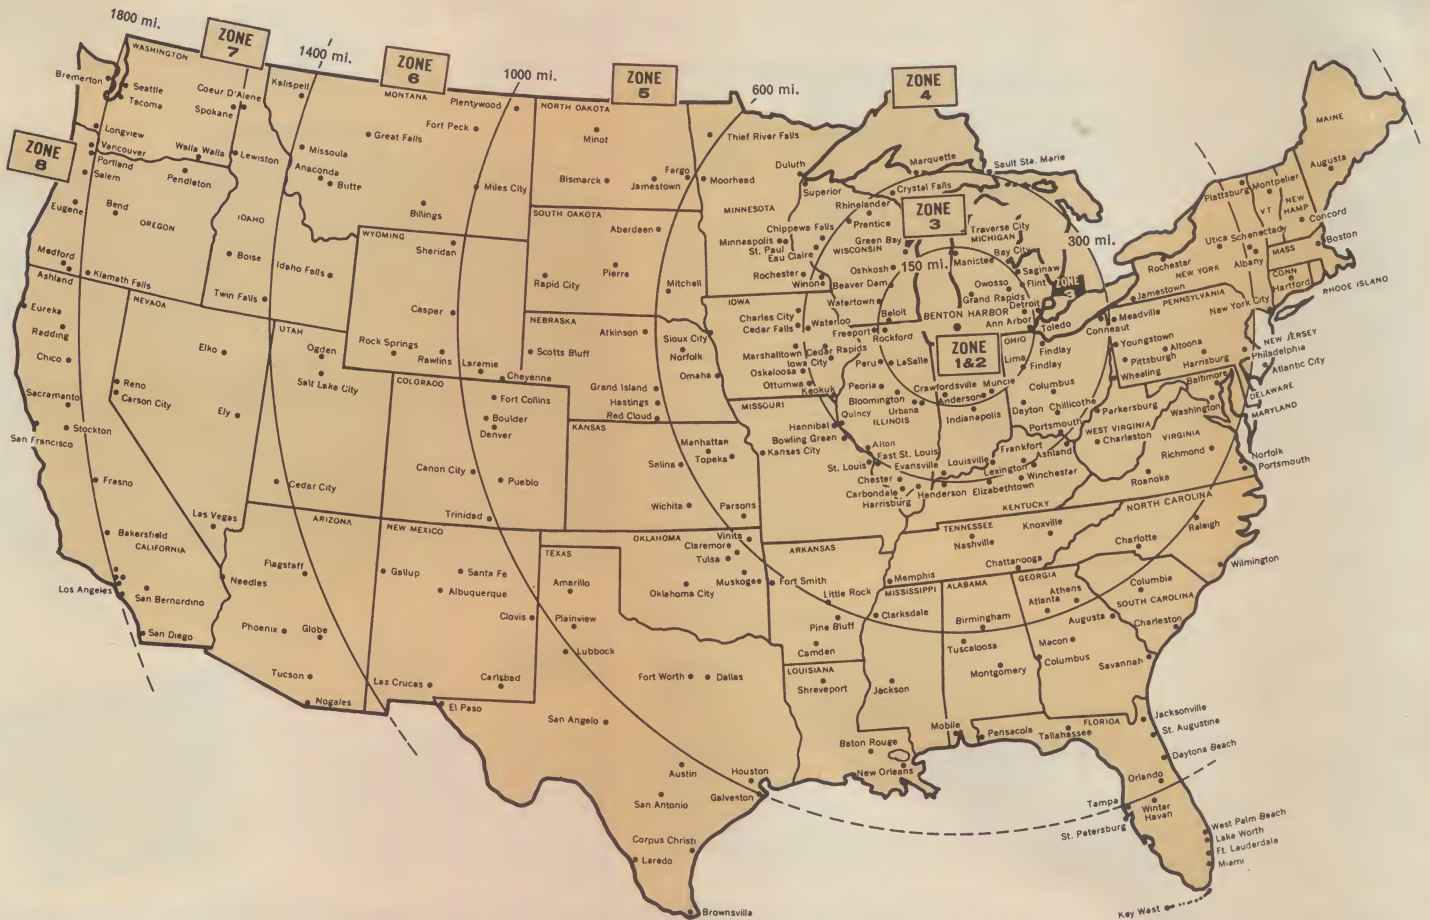 1800 mi.
ZONE
7
1400 mi.
ZONE
6
1000 mi.
ZONE
5
600 mi.
ZONE
4
ZONE
8
ZONE
3
300 mi.
150 mi.
ZONE
3
ZONE
1&2
BENTON HARBOR
WASHINGTON
Bremerton
Seattle
Tacoma
Coeur D'Alene
Spokane
Longview
Vancouver
Walla Walla
Portland
Salem
Pendleton
Lewiston
Eugene
Bend
OREGON
Medford
Ashland
Klamath Falls
IDAHO
Boise
Idaho Falls
Twin Falls
Kalispell
MONTANA
Plentywood
Fort Peck
Great Falls
Missoula
Anaconda
Butte
Miles City
Billings
WYOMING
Sheridan
Casper
Rock Springs
Rawlins
Laramie
Cheyenne
Eureka
Radding
Chico
Sacramanto
Stockton
San Francisco
Frasno
Bakersfield
CALIFORNIA
Los Angeles
San Bernardino
San Diego
Needles
NEVADA
Elko
Reno
Carson City
Ely
Las Vegas
UTAH
Ogden
Salt Lake City
Cedar City
ARIZONA
Flagstaff
Phoenix
Globe
Tucson
Nogales
COLORADO
Fort Collins
Boulder
Denver
Canon City
Pueblo
Trinidad
NEW MEXICO
Gallup
Santa Fe
Albuquerque
Clovis
Las Cruces
Carlsbad
NORTH OAKOTA
Minot
Fargo
Bismarck
Jamestown
SOUTH OAKOTA
Aberdeen
Pierre
Rapid City
Mitchell
NEBRASKA
Atkinson
Scotts Bluff
Norfolk
Omaha
Grand Island
Hastings
Red Cloud
KANSAS
Manhattan
Topeka
Salina
Wichita
Parsons
OKLAHOMA
Vinita
Claremore
Tulsa
Muskogee
Oklahoma City
TEXAS
Amarillo
Plainview
Lubbock
Fort Worth
Dallas
El Paso
San Angelo
Austin
Houston
San Antonio
Galveston
Corpus Christi
Laredo
Brownsvilla
Thief River Falls
Moorhead
Duluth
MINNESOTA
Minnaapolis
St. Paul
Rochester
Winona
Superior
Rhinelander
Prentice
Chippewa Falls
Eau Claire
WISCONSIN
Green Bay
Oshkosh
Beaver Dam
Watertown
Beloit
Marquette
Sault Sta. Marie
Crystal Falls
Traverse City
MICHIGAN
Manistee
Bay City
Saginaw
Owosso
Flint
Grand Rapids
Detroit
Ann Arbor
IOWA
Sioux City
Charles City
Cedar Falls
Waterloo
Marshalltown
Cedar Rapids
Iowa City
Oskaloosa
Ottumwa
Keokuk
Freeport
Rockford
Peru
LaSalle
Peoria
Bloomington
Urbana
ILLINOIS
Quincy
Alton
East St. Louis
Chester
Carbondale
Harrisburg
MISSOURI
Hannibal
Bowling Green
Kansas City
St. Louis
Crawfordsville
Muncie
Anderson
Indianapolis
Evansville
OHIO
Toledo
Lima
Findlay
Findlay
Conneaut
Youngstown
Columbus
Dayton
Chillicothe
Portsmouth
Louisville
Frankfort
Ashland
Lexington
Winchestar
Henderson
Elizabethtown
KENTUCKY
WEST VIRGINIA
Parkersburg
Wheeling
Charleston
TENNESSEE
Nashville
Knoxville
Chattanooga
Memphis
ARKANSAS
Fort Smith
Little Rock
Pine Bluff
Camden
LOUISIANA
Shreveport
Baton Rouge
New Orleans
MISSISSIPPI
Clarksdale
Jackson
ALABAMA
Birmingham
Tuscaloosa
Montgomery
Mobile
GEORGIA
Athens
Atlanta
Augusta
Macon
Columbus
Savannah
FLORIOA
Jacksonville
St. Augustine
Pensacola
Tallahassee
Daytona Beach
Orlando
Tampa
Wintar
Havan
St. Petersburg
West Palm Beach
Lake Worth
Ft. Lauderdale
Miami
Key West
SOUTH CAROLINA
Columbia
Charleston
NORTH CAROLINA
Raleigh
Charlotte
Wilmington
VIRGINIA
Richmond
Roanoke
Norfolk
Portsmouth
Washington
Baltimore
MARYLAND
DELAWARE
PENNSYLVANIA
Meadville
Altoona
Pittsburgh
Harrisburg
Philadelphia
NEW JERSEY
Atlantic City
NEW YORK
Plattsburg
Utica
Schenectady
Albany
Rochestar
Jamestown
New York City
VT
Montpelier
NEW
HAMP
Concord
MAINE
Augusta
MASS
Boston
CONN
Hartford
RHOOE ISLAND